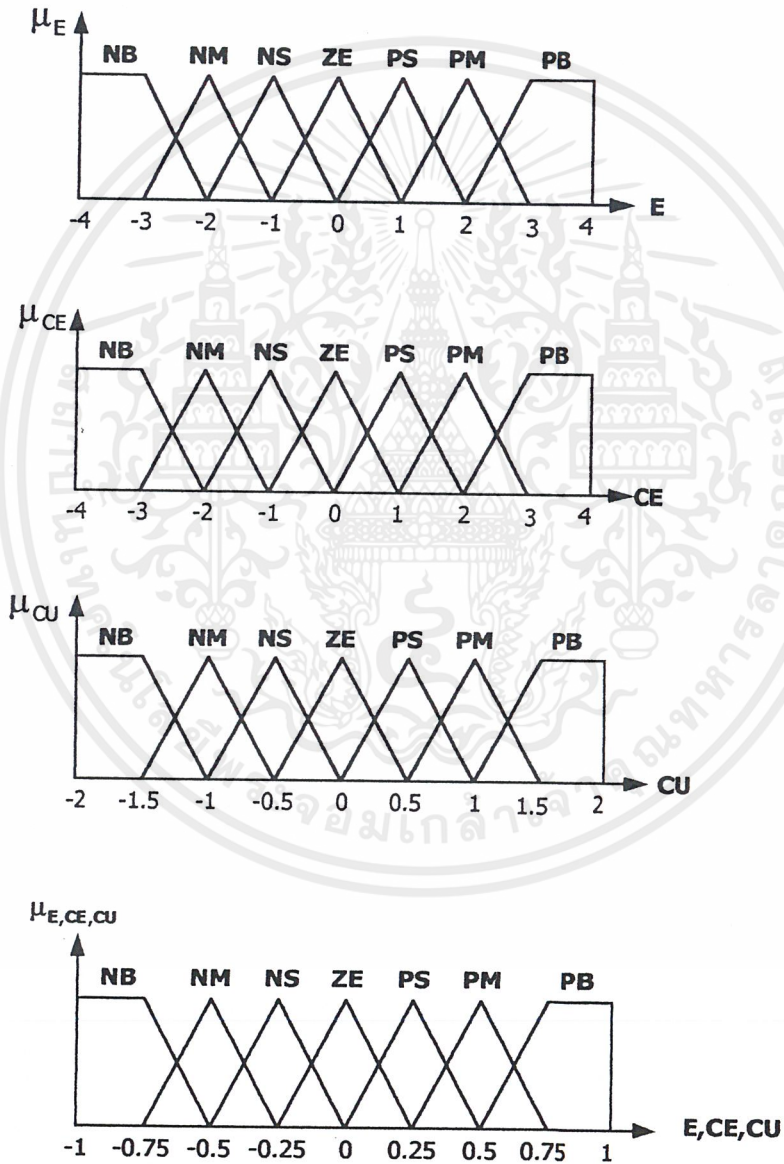 μE
NB NM NS ZE PS PM PB
-4 -3 -2 -1 0 1 2 3 4 E
μCE
NB NM NS ZE PS PM PB
-4 -3 -2 -1 0 1 2 3 4 CE
μCU
NB NM NS ZE PS PM PB
-2 -1.5 -1 -0.5 0 0.5 1 1.5 2 CU
μE,CE,CU
NB NM NS ZE PS PM PB
-1 -0.75 -0.5 -0.25 0 0.25 0.5 0.75 1 E,CE,CU